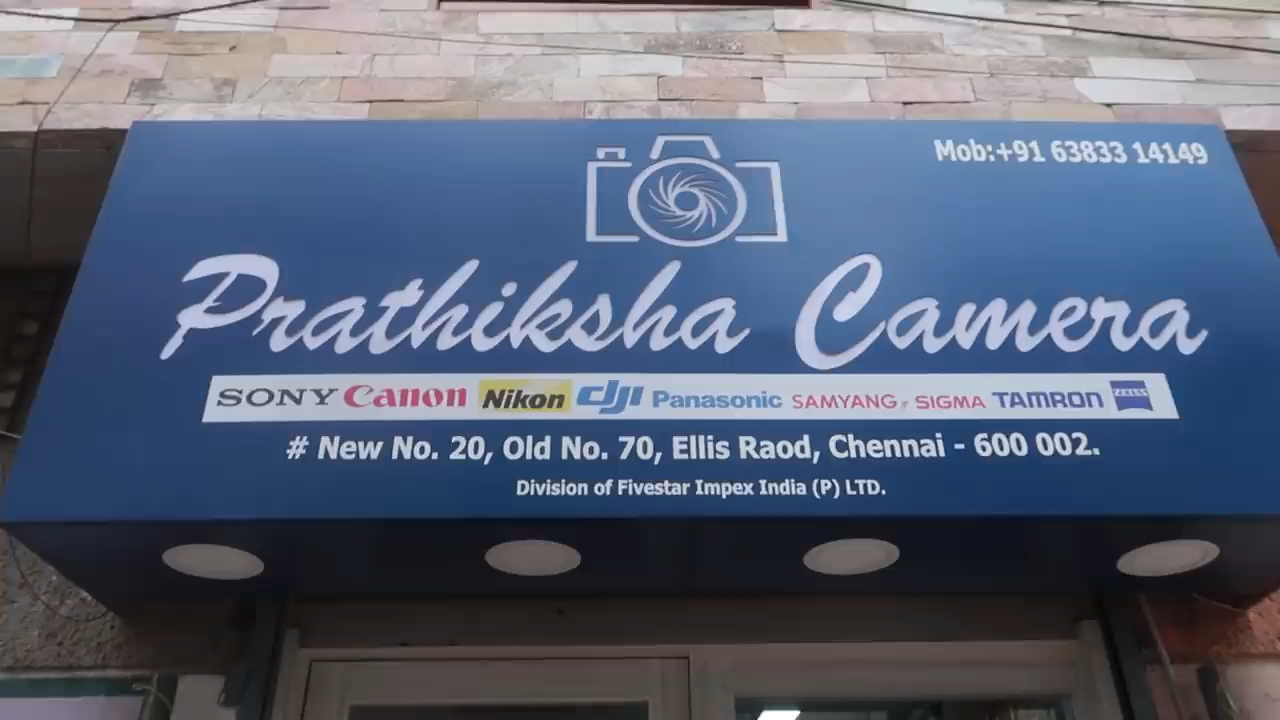 Mob:+91 63833 14149
Prathiksha Camera
SONY Canon Nikon dji Panasonic SAMYANG SIGMA TAMRON ZEISS
# New No. 20, Old No. 70, Ellis Raod, Chennai - 600 002.
Division of Fivestar Impex India (P) LTD.